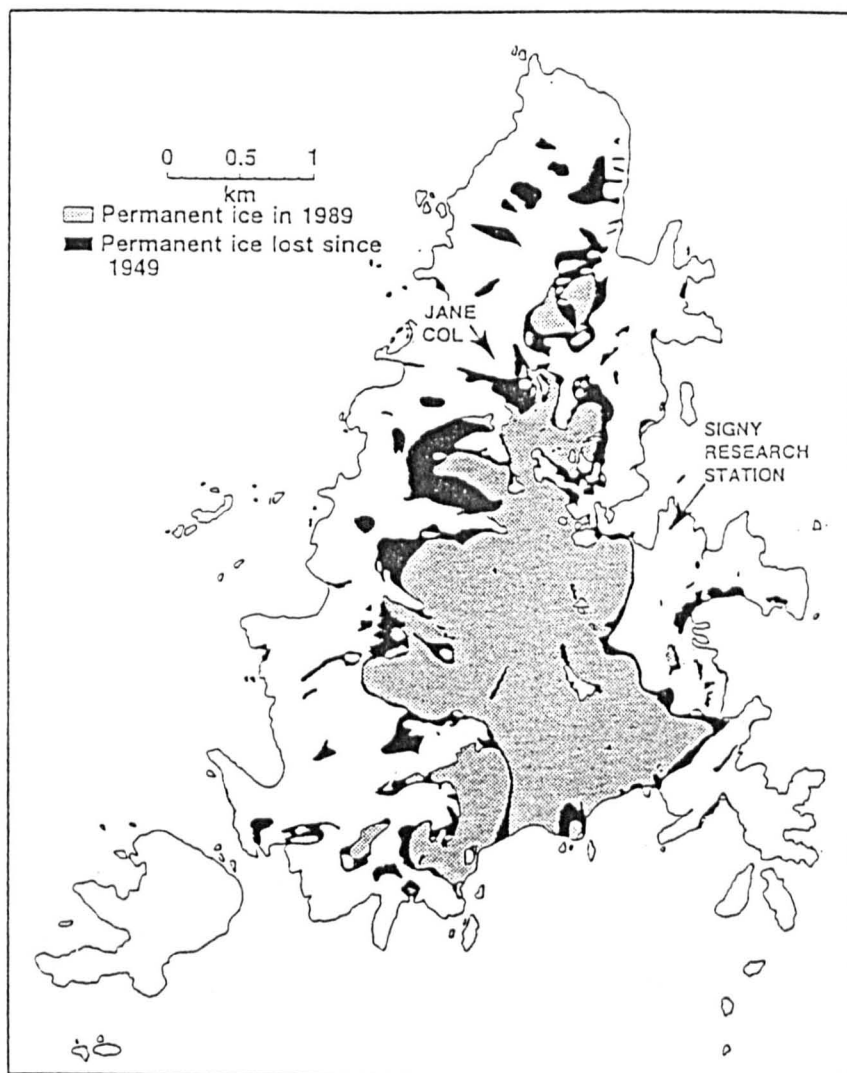 0 0.5 1
km
Permanent ice in 1989
Permanent ice lost since
1949
JANE
COL
SIGNY
RESEARCH
STATION